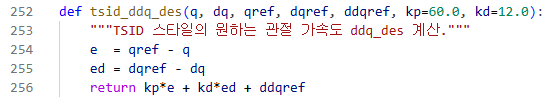 252 def tsid_ddq_des(q, dq, qref, dqref, ddqref, kp=60.0, kd=12.0):
253     """TSID 스타일의 원하는 관절 가속도 ddq_des 계산."""
254     e  = qref - q
255     ed = dqref - dq
256     return kp*e + kd*ed + ddqref